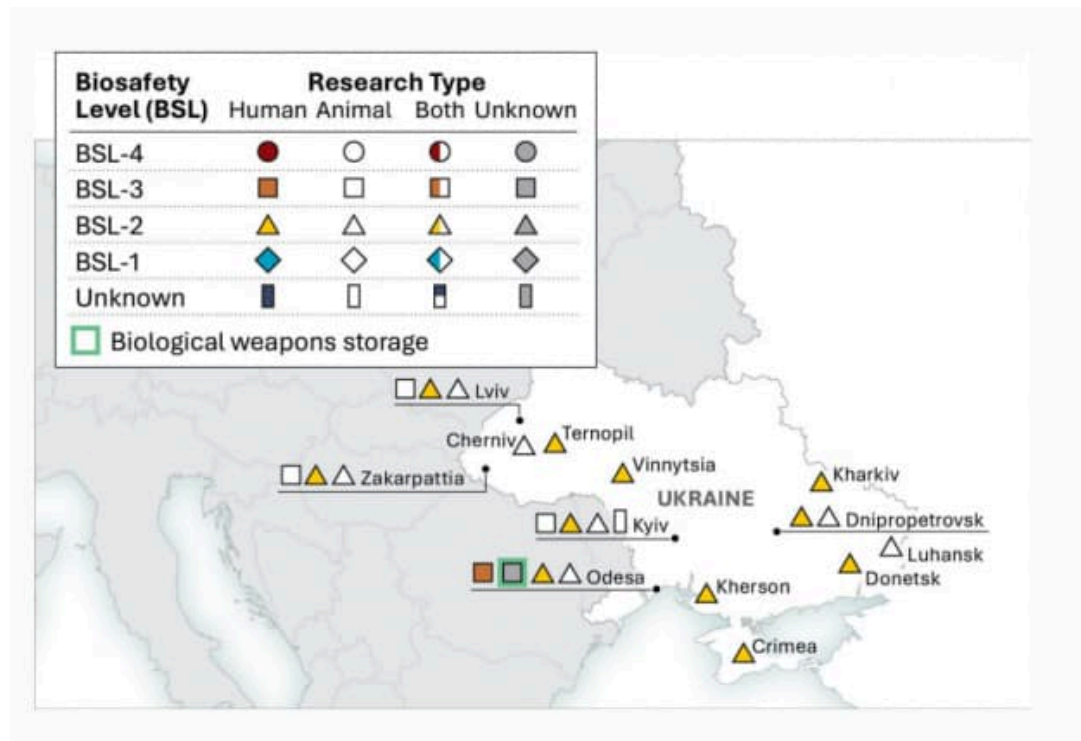 Biosafety Research Type
Level (BSL) Human Animal Both Unknown
BSL-4
BSL-3
BSL-2
BSL-1
Unknown
Biological weapons storage
Lviv
Cherniv
Ternopil
Zakarpattia
Vinnytsia
Kharkiv
UKRAINE
Kyiv
Dnipropetrovsk
Luhansk
Odesa
Donetsk
Kherson
Crimea